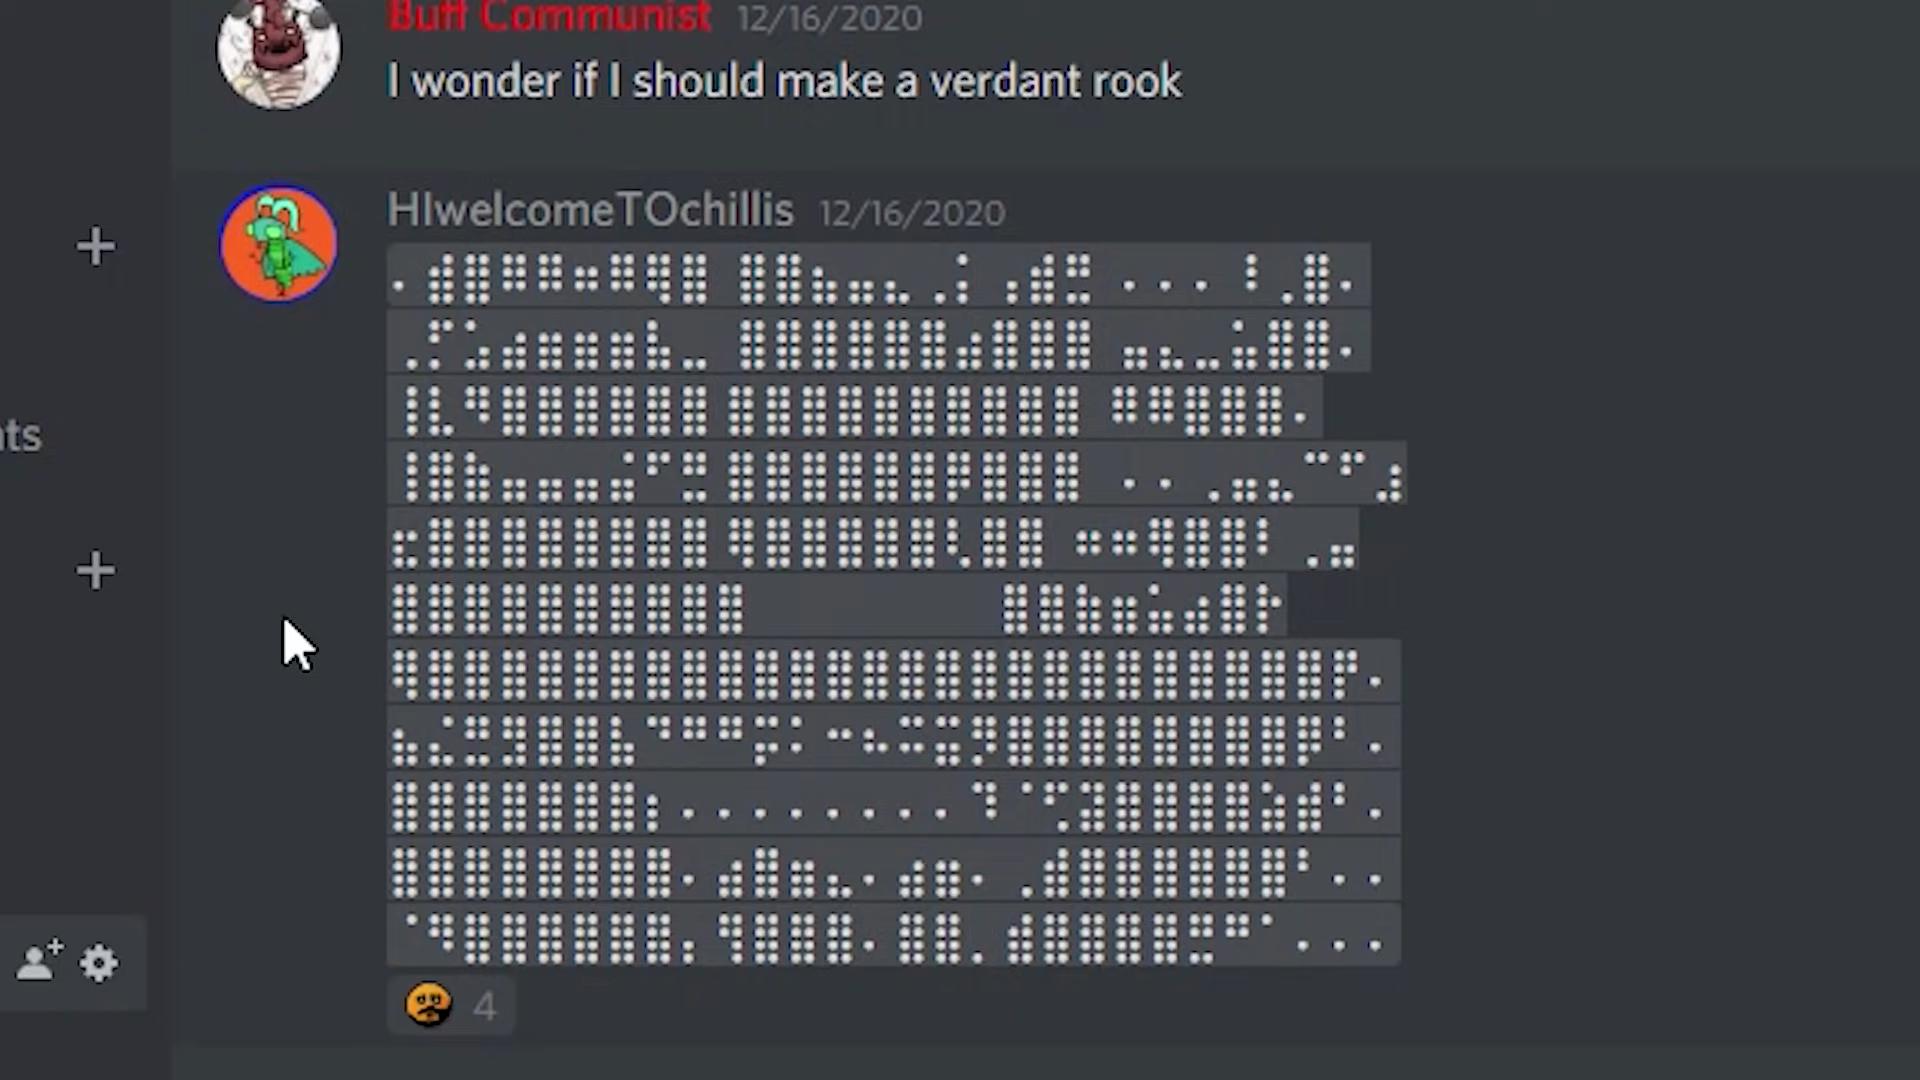 Buff Communist 12/16/2020
I wonder if I should make a verdant rook
HIwelcomeTOchillis 12/16/2020
4